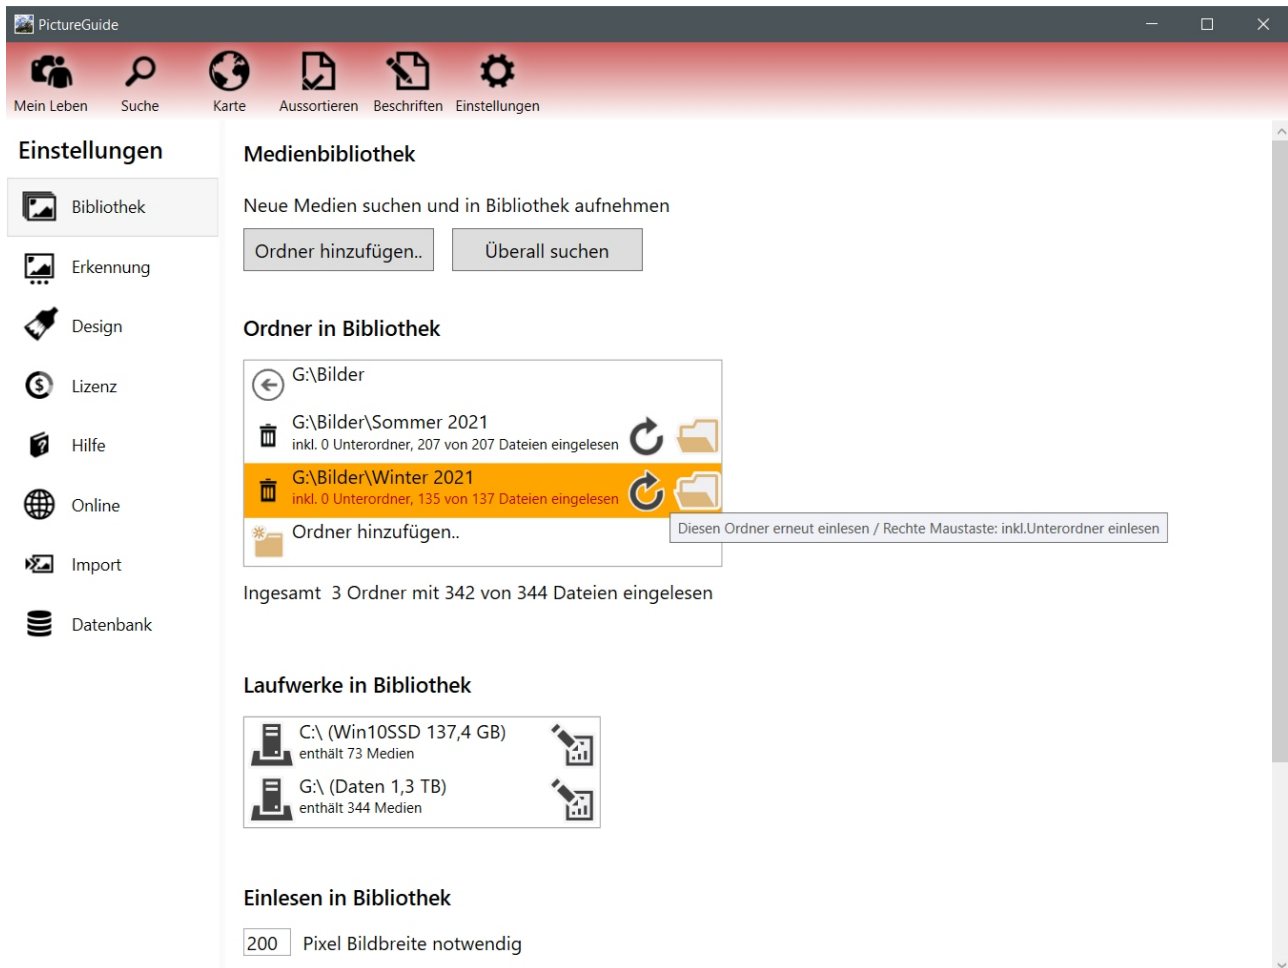 PictureGuide
Mein Leben
Suche
Karte
Aussortieren
Beschriften
Einstellungen
Einstellungen
Bibliothek
Erkennung
Design
Lizenz
Hilfe
Online
Import
Datenbank
Medienbibliothek
Neue Medien suchen und in Bibliothek aufnehmen
Ordner hinzufügen..
Überall suchen
Ordner in Bibliothek
G:\Bilder
G:\Bilder\Sommer 2021
inkl. 0 Unterordner, 207 von 207 Dateien eingelesen
G:\Bilder\Winter 2021
inkl. 0 Unterordner, 135 von 137 Dateien eingelesen
Diesen Ordner erneut einlesen / Rechte Maustaste: inkl.Unterordner einlesen
Ordner hinzufügen..
Ingesamt  3 Ordner mit 342 von 344 Dateien eingelesen
Laufwerke in Bibliothek
C:\ (Win10SSD 137,4 GB)
enthält 73 Medien
G:\ (Daten 1,3 TB)
enthält 344 Medien
Einlesen in Bibliothek
200 Pixel Bildbreite notwendig